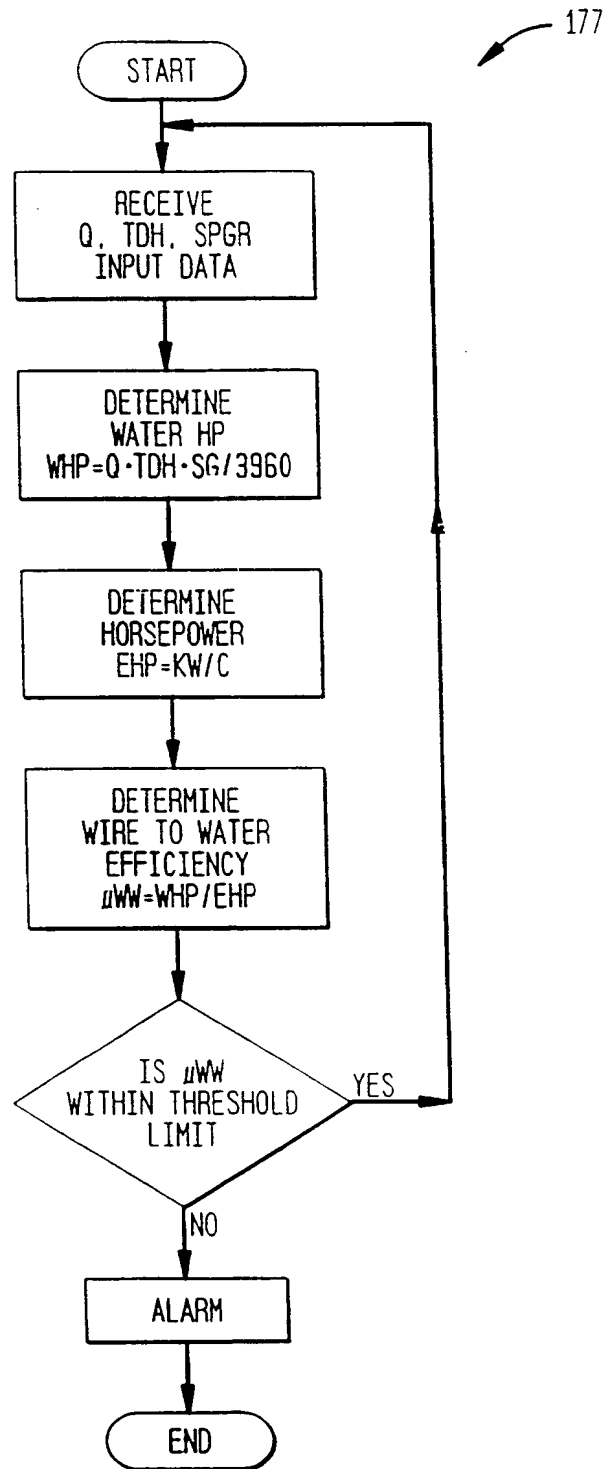 177
START
RECEIVE
Q, TDH, SPGR
INPUT DATA
DETERMINE
WATER HP
WHP=Q·TDH·SG/3960
DETERMINE
HORSEPOWER
EHP=KW/C
DETERMINE
WIRE TO WATER
EFFICIENCY
μWW=WHP/EHP
IS μWW
WITHIN THRESHOLD
LIMIT
YES
NO
ALARM
END